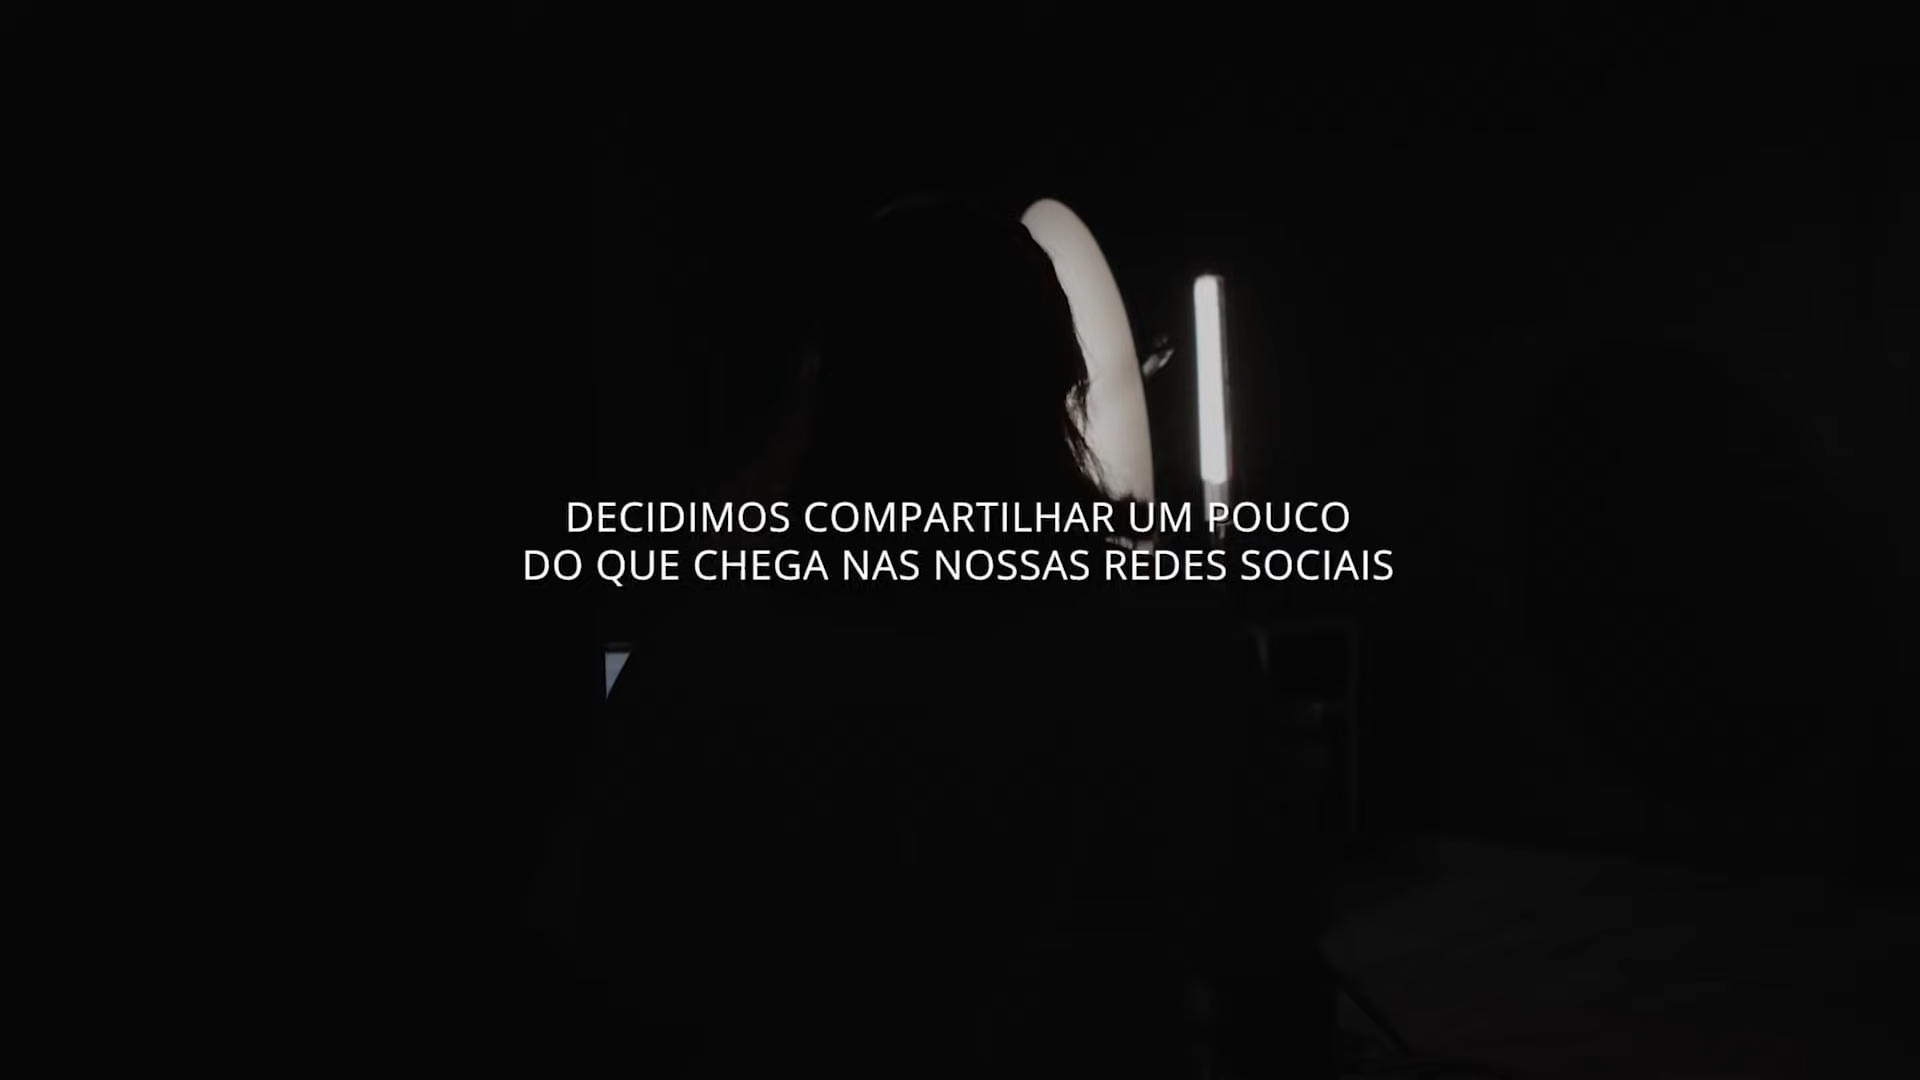 DECIDIMOS COMPARTILHAR UM POUCO
DO QUE CHEGA NAS NOSSAS REDES SOCIAIS